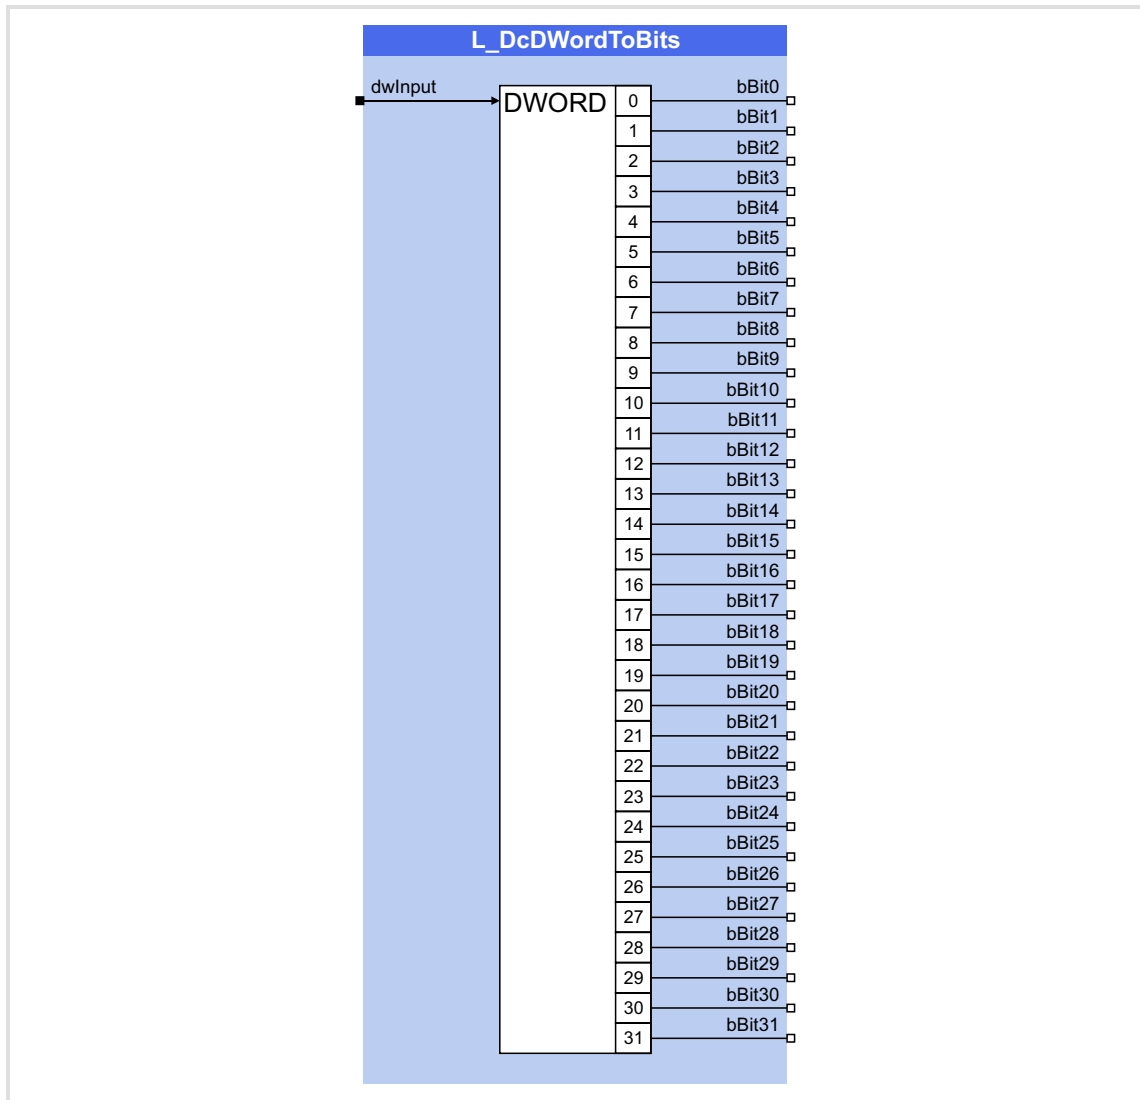 L_DcDWordToBits
dwInput
DWORD
0 bBit0
1 bBit1
2 bBit2
3 bBit3
4 bBit4
5 bBit5
6 bBit6
7 bBit7
8 bBit8
9 bBit9
10 bBit10
11 bBit11
12 bBit12
13 bBit13
14 bBit14
15 bBit15
16 bBit16
17 bBit17
18 bBit18
19 bBit19
20 bBit20
21 bBit21
22 bBit22
23 bBit23
24 bBit24
25 bBit25
26 bBit26
27 bBit27
28 bBit28
29 bBit29
30 bBit30
31 bBit31